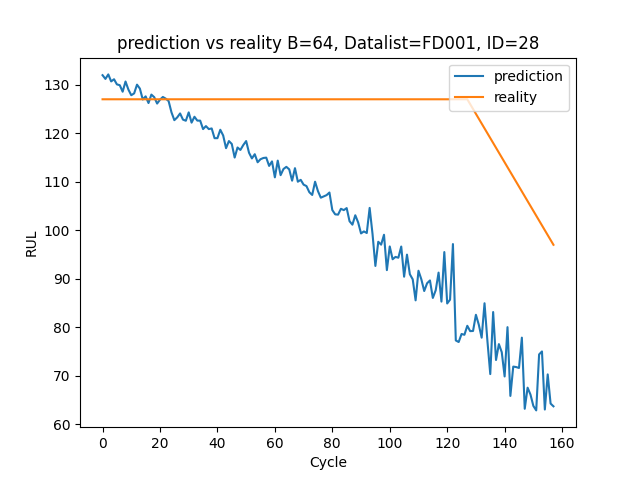 prediction vs reality B=64, Datalist=FD001, ID=28
prediction
reality
RUL
130
120
110
100
90
80
70
60
0 20 40 60 80 100 120 140 160
Cycle